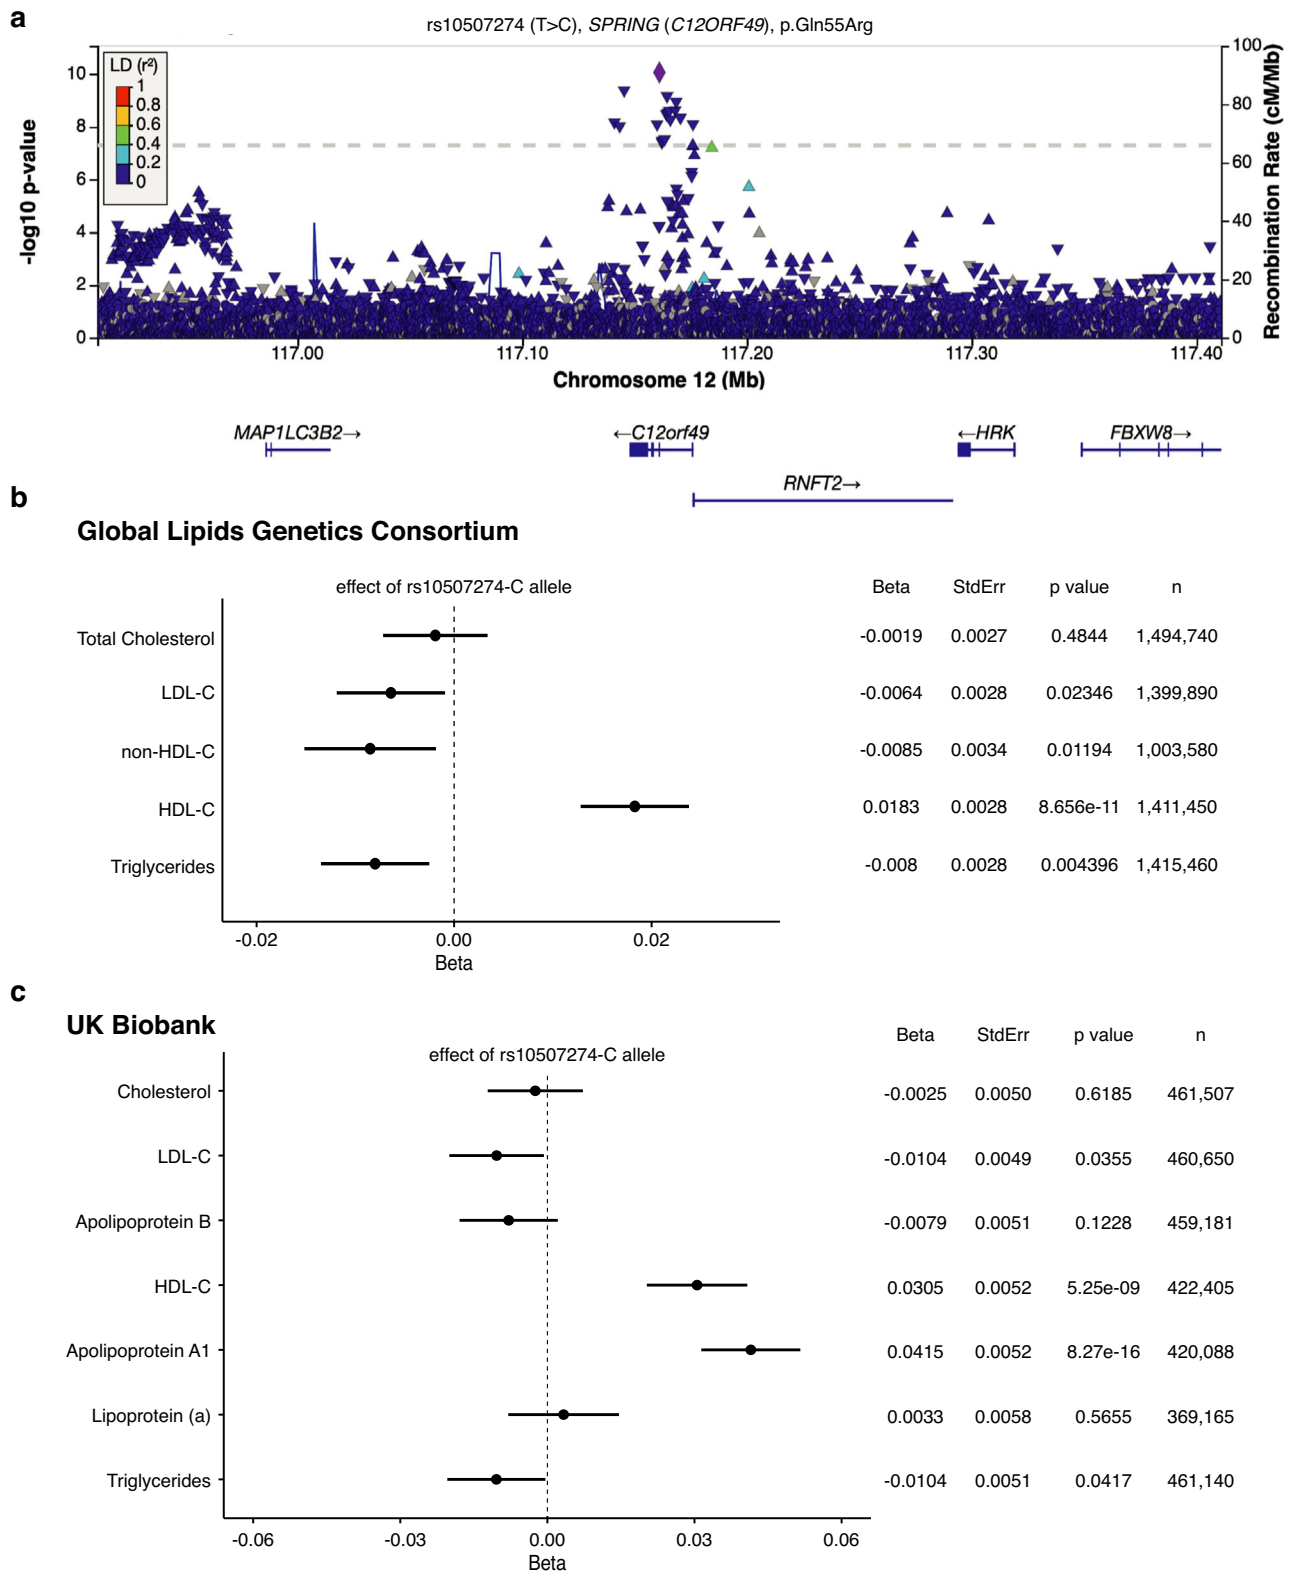 a
rs10507274 (T>C), SPRING (C12ORF49), p.Gln55Arg
LD (r²)
1
0.8
0.6
0.4
0.2
0
-log10 p-value
10
8
6
4
2
0
100
80
60
40
20
0
Recombination Rate (cM/Mb)
117.00 117.10 117.20 117.30 117.40
Chromosome 12 (Mb)
MAP1LC3B2→ ←C12orf49 ←HRK FBXW8→
RNFT2→
b
Global Lipids Genetics Consortium
effect of rs10507274-C allele Beta StdErr p value n
Total Cholesterol -0.0019 0.0027 0.4844 1,494,740
LDL-C -0.0064 0.0028 0.02346 1,399,890
non-HDL-C -0.0085 0.0034 0.01194 1,003,580
HDL-C 0.0183 0.0028 8.656e-11 1,411,450
Triglycerides -0.008 0.0028 0.004396 1,415,460
-0.02 0.00 0.02
Beta
c
UK Biobank
Beta StdErr p value n
effect of rs10507274-C allele
Cholesterol -0.0025 0.0050 0.6185 461,507
LDL-C -0.0104 0.0049 0.0355 460,650
Apolipoprotein B -0.0079 0.0051 0.1228 459,181
HDL-C 0.0305 0.0052 5.25e-09 422,405
Apolipoprotein A1 0.0415 0.0052 8.27e-16 420,088
Lipoprotein (a) 0.0033 0.0058 0.5655 369,165
Triglycerides -0.0104 0.0051 0.0417 461,140
-0.06 -0.03 0.00 0.03 0.06
Beta